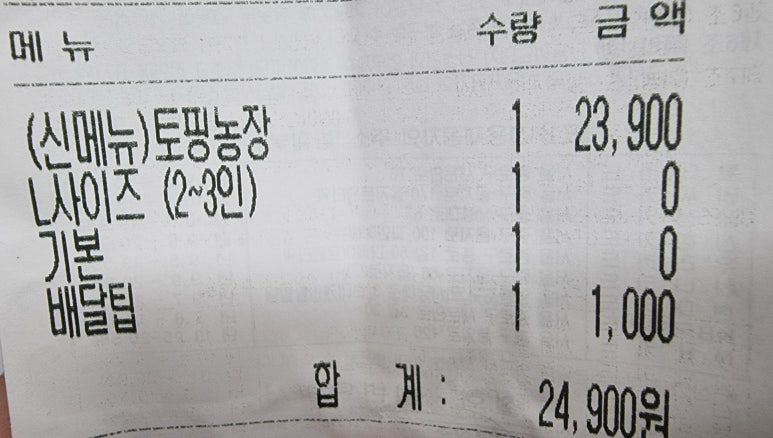 메 뉴 수량 금 액
(신메뉴)토핑농장 1 23,900
L사이즈 (2~3인) 1 0
기본 1 0
배달팁 1 1,000
합 계 : 24,900원